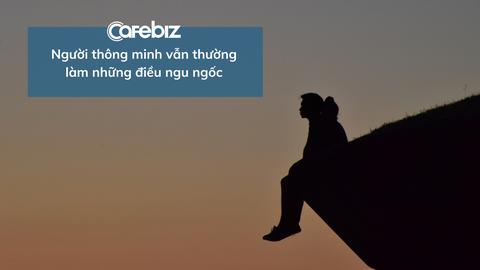 CafeBIZ
Người thông minh vẫn thường
làm những điều ngu ngốc